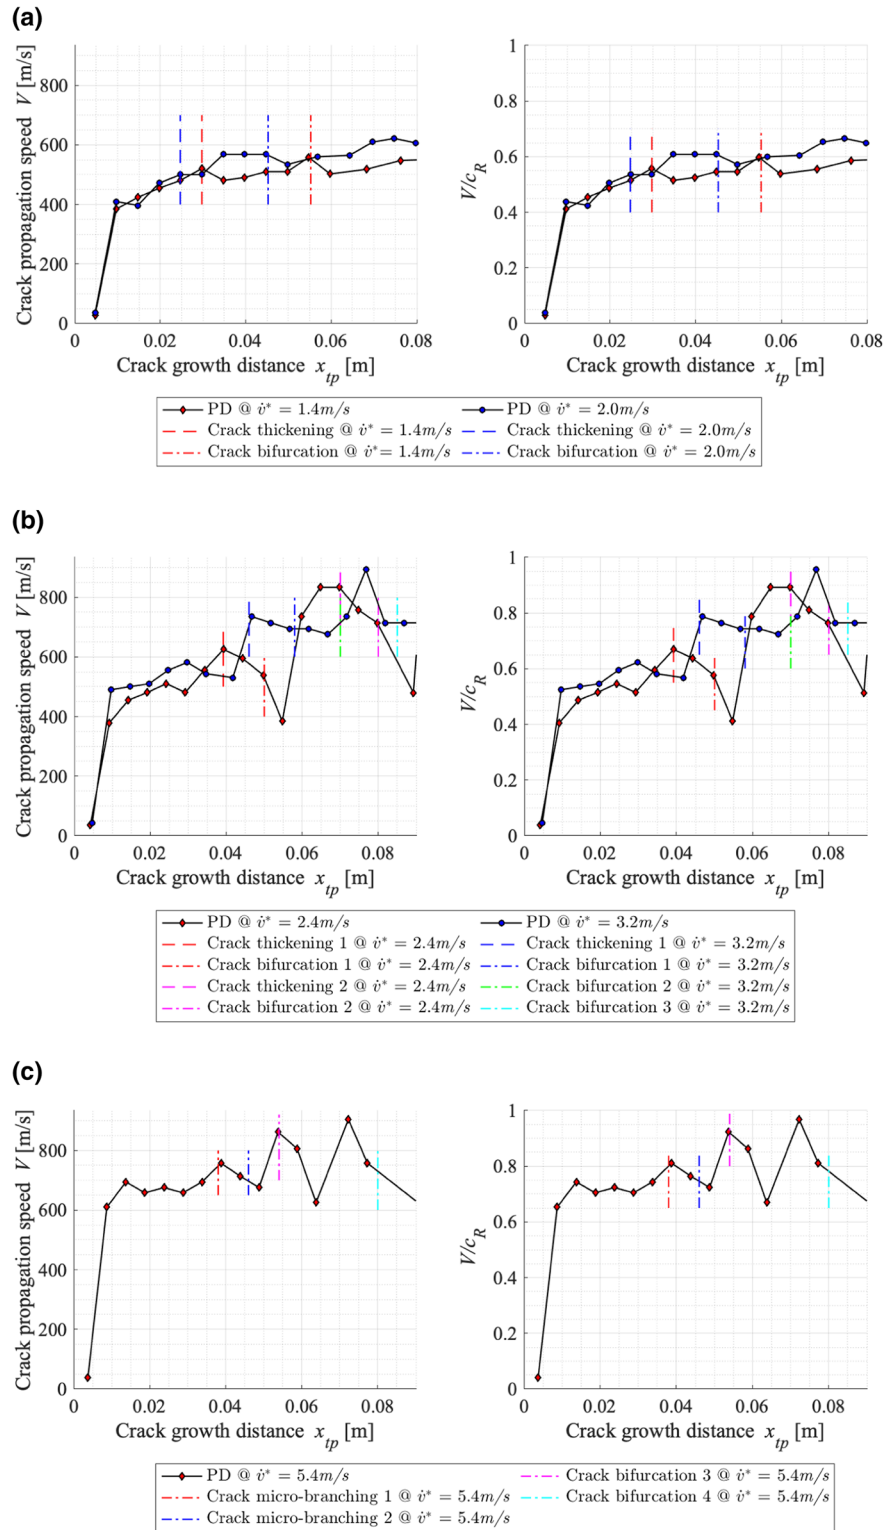 (a)
Crack propagation speed V [m/s]
800
600
400
200
0
0 0.02 0.04 0.06 0.08
Crack growth distance x_tp [m]
V/c_R
1
0.8
0.6
0.4
0.2
0
0 0.02 0.04 0.06 0.08
Crack growth distance x_tp [m]
PD @ v̇* = 1.4m/s
Crack thickening @ v̇* = 1.4m/s
Crack bifurcation @ v̇*= 1.4m/s
PD @ v̇* = 2.0m/s
Crack thickening @ v̇* = 2.0m/s
Crack bifurcation @ v̇* = 2.0m/s
(b)
Crack propagation speed V [m/s]
800
600
400
200
0
0 0.02 0.04 0.06 0.08
Crack growth distance x_tp [m]
V/c_R
1
0.8
0.6
0.4
0.2
0
0 0.02 0.04 0.06 0.08
Crack growth distance x_tp [m]
PD @ v̇* = 2.4m/s
Crack thickening 1 @ v̇* = 2.4m/s
Crack bifurcation 1 @ v̇* = 2.4m/s
Crack thickening 2 @ v̇* = 2.4m/s
Crack bifurcation 2 @ v̇* = 2.4m/s
PD @ v̇* = 3.2m/s
Crack thickening 1 @ v̇* = 3.2m/s
Crack bifurcation 1 @ v̇* = 3.2m/s
Crack bifurcation 2 @ v̇* = 3.2m/s
Crack bifurcation 3 @ v̇* = 3.2m/s
(c)
Crack propagation speed V [m/s]
800
600
400
200
0
0 0.02 0.04 0.06 0.08
Crack growth distance x_tp [m]
V/c_R
1
0.8
0.6
0.4
0.2
0
0 0.02 0.04 0.06 0.08
Crack growth distance x_tp [m]
PD @ v̇* = 5.4m/s
Crack micro-branching 1 @ v̇* = 5.4m/s
Crack micro-branching 2 @ v̇* = 5.4m/s
Crack bifurcation 3 @ v̇* = 5.4m/s
Crack bifurcation 4 @ v̇* = 5.4m/s